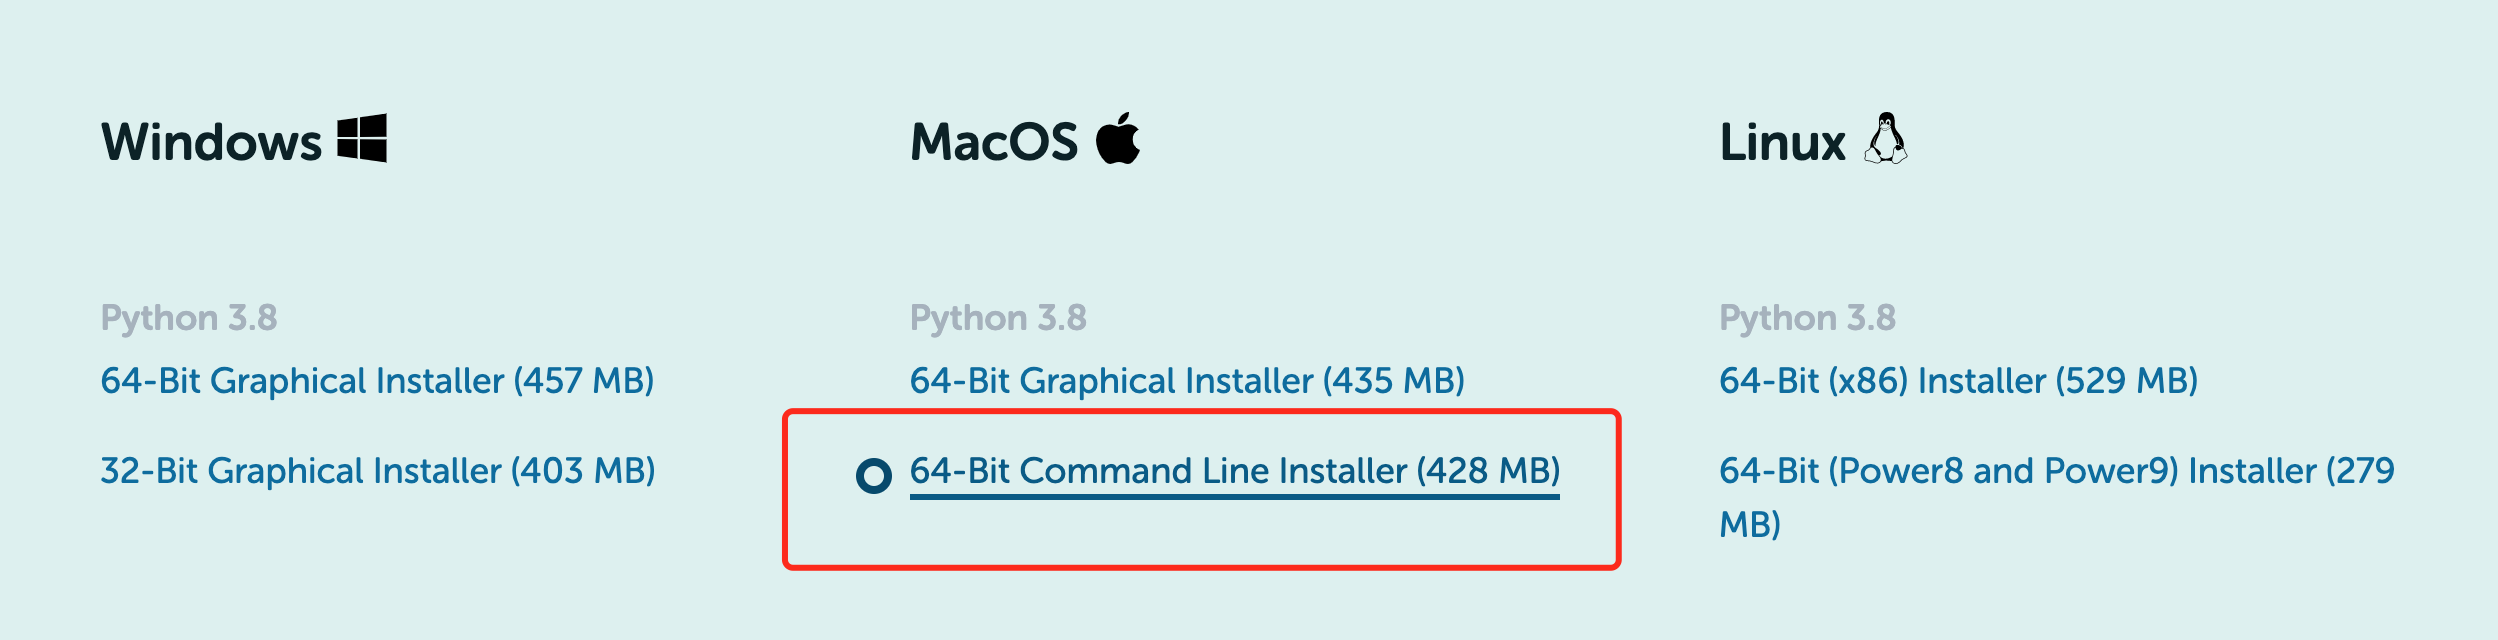 Windows
MacOS
Linux
Python 3.8
64-Bit Graphical Installer (457 MB)
32-Bit Graphical Installer (403 MB)
Python 3.8
64-Bit Graphical Installer (435 MB)
64-Bit Command Line Installer (428 MB)
Python 3.8
64-Bit (x86) Installer (529 MB)
64-Bit (Power8 and Power9) Installer (279
MB)